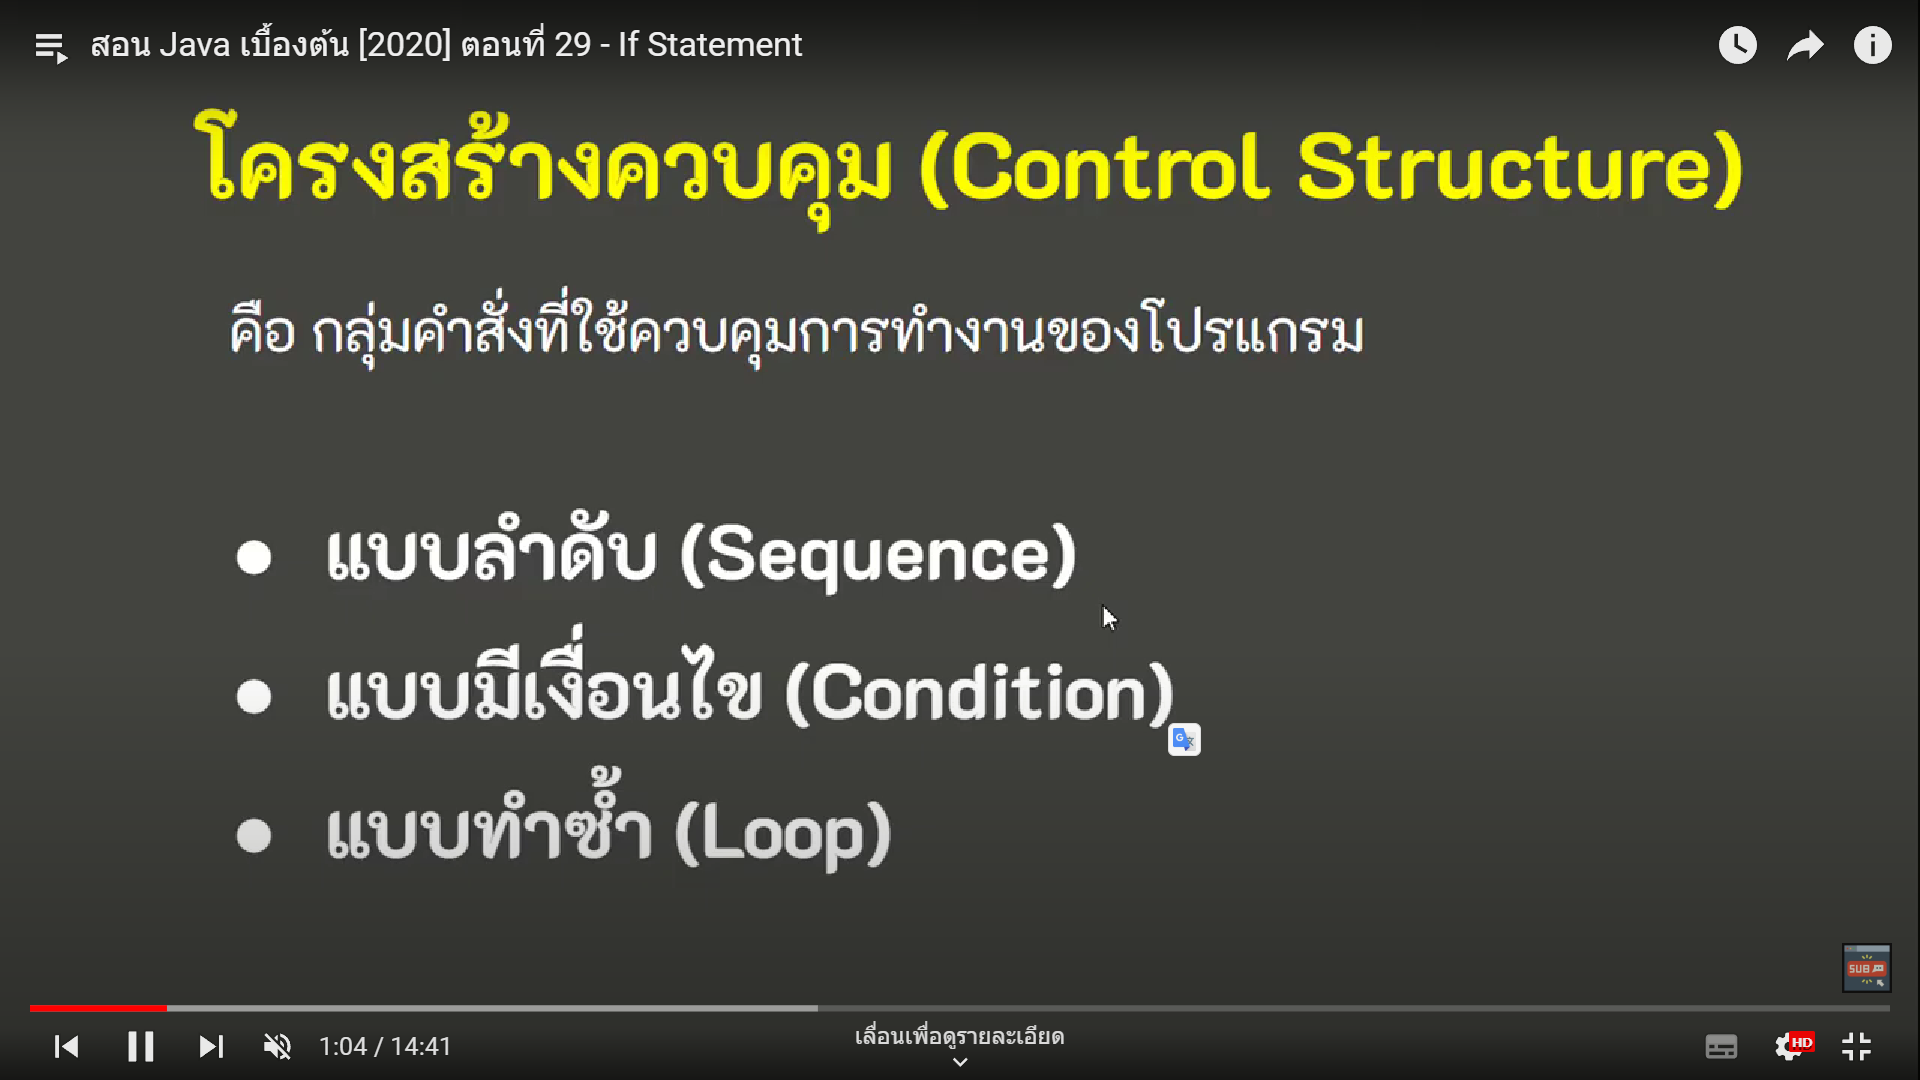 สอน Java เบื้องต้น [2020] ตอนที่ 29 - If Statement
โครงสร้างควบคุม (Control Structure)
คือ กลุ่มคำสั่งที่ใช้ควบคุมการทำงานของโปรแกรม
● แบบลำดับ (Sequence)
● แบบมีเงื่อนไข (Condition)
● แบบทำซ้ำ (Loop)
SUB
1:04 / 14:41
เลื่อนเพื่อดูรายละเอียด
HD